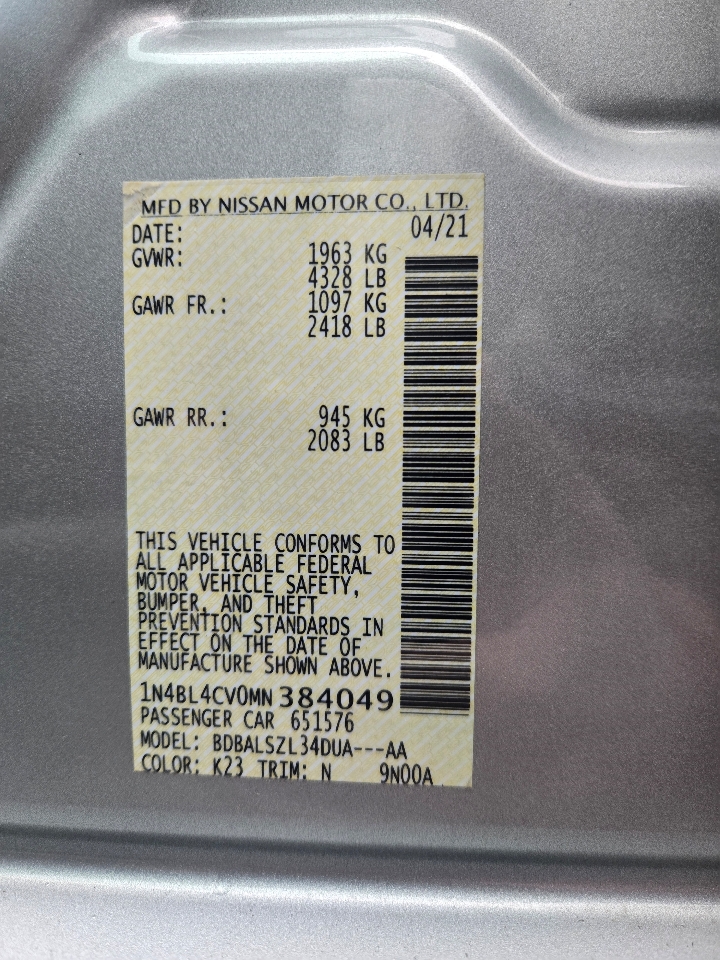 MFD BY NISSAN MOTOR CO., LTD.
DATE: 04/21
GVWR: 1963 KG
4328 LB
GAWR FR.: 1097 KG
2418 LB
GAWR RR.: 945 KG
2083 LB
THIS VEHICLE CONFORMS TO
ALL APPLICABLE FEDERAL
MOTOR VEHICLE SAFETY,
BUMPER, AND THEFT
PREVENTION STANDARDS IN
EFFECT ON THE DATE OF
MANUFACTURE SHOWN ABOVE.
1N4BL4CV0MN384049
PASSENGER CAR 651576
MODEL: BDBALSZL34DUA---AA
COLOR: K23 TRIM: N 9N00A